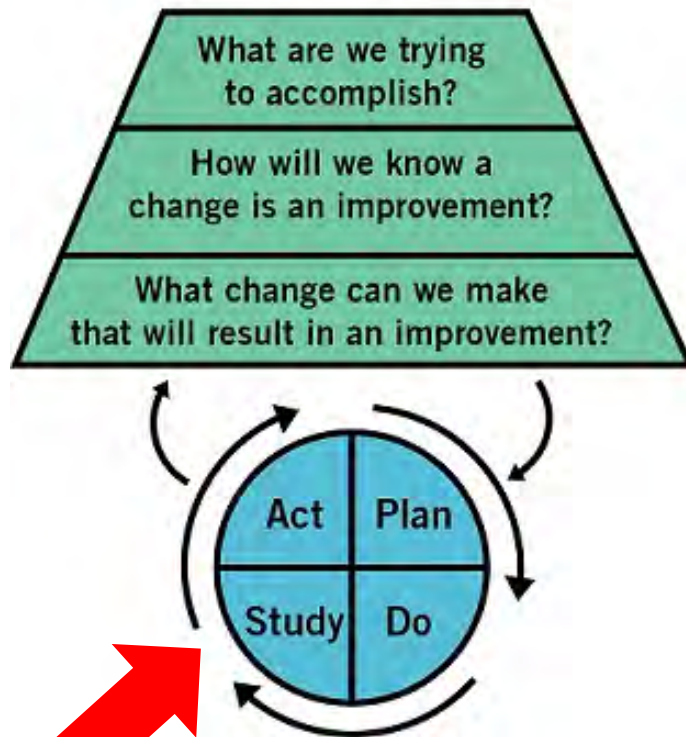 What are we trying
to accomplish?
How will we know a
change is an improvement?
What change can we make
that will result in an improvement?
Act
Plan
Study
Do